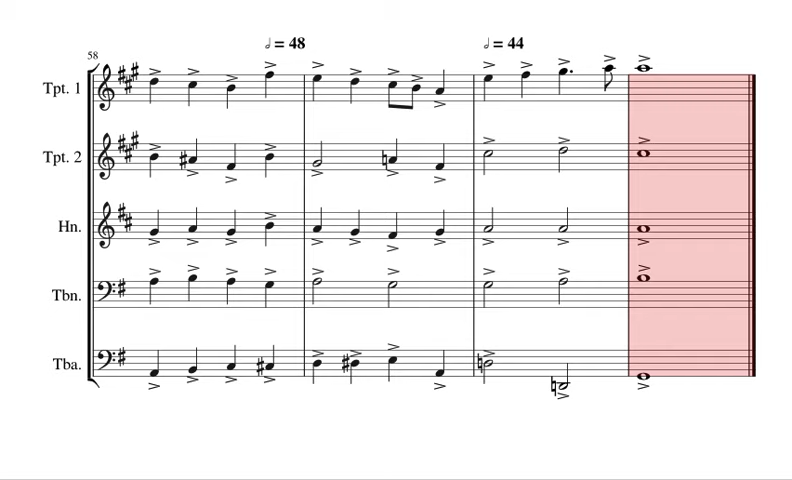 𝅗𝅥 = 48
𝅗𝅥 = 44
58
Tpt. 1
Tpt. 2
Hn.
Tbn.
Tba.